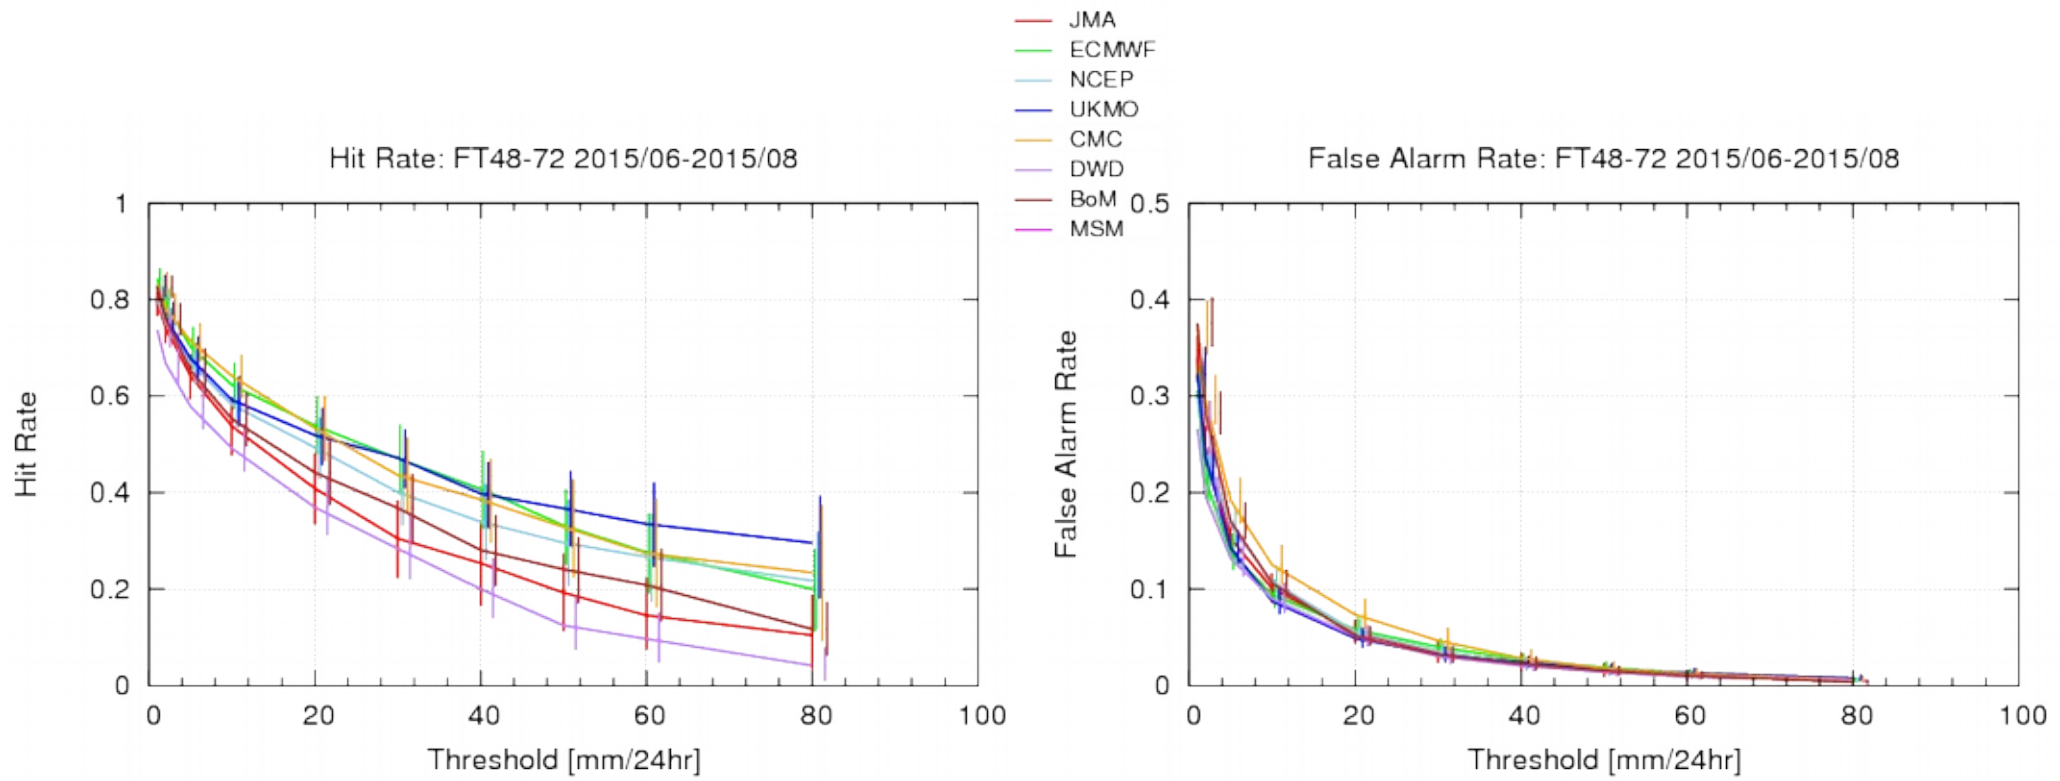 JMA
ECMWF
NCEP
UKMO
CMC
DWD
BoM
MSM
Hit Rate: FT48-72 2015/06-2015/08
1
0.8
0.6
0.4
0.2
0
Hit Rate
0 20 40 60 80 100
Threshold [mm/24hr]
False Alarm Rate: FT48-72 2015/06-2015/08
0.5
0.4
0.3
0.2
0.1
0
False Alarm Rate
0 20 40 60 80 100
Threshold [mm/24hr]